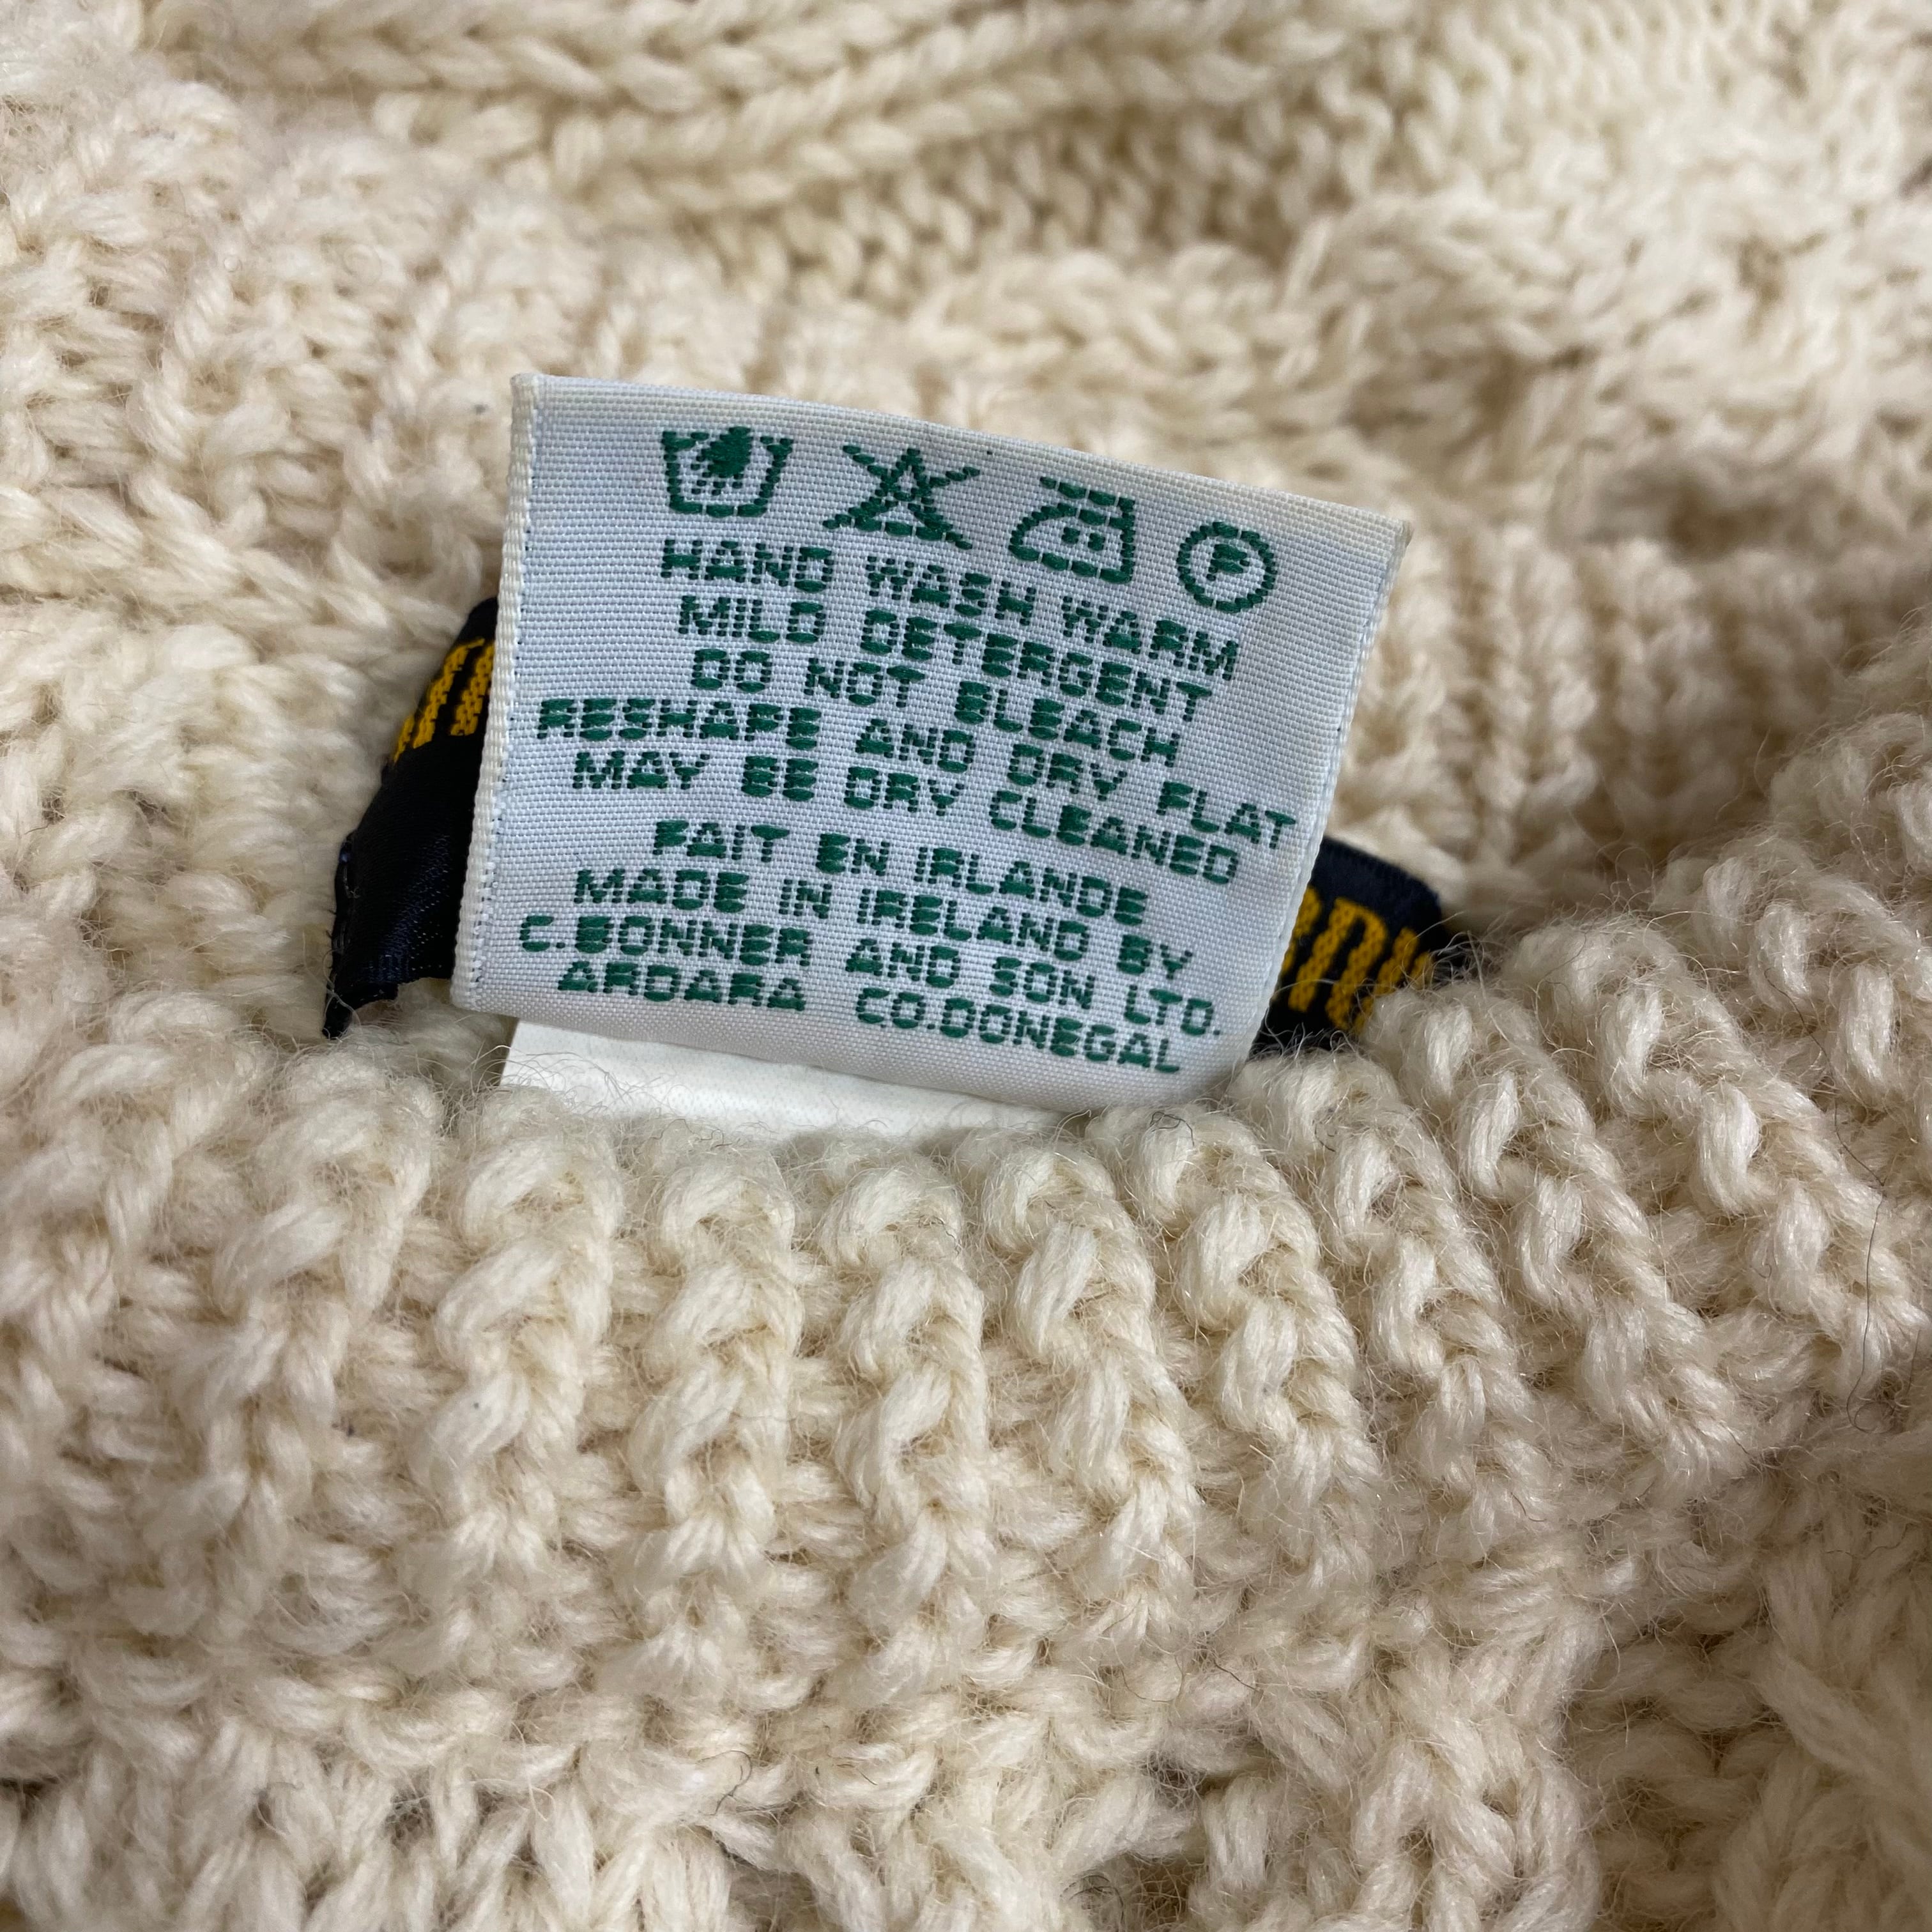 P
HAND WASH WARM
MILD DETERGENT
DO NOT BLEACH
RESHAPE AND DRY FLAT
MAY BE DRY CLEANED
FAIT EN IRLANDE
MADE IN IRELAND BY
C.BONNER AND SON LTD.
ARDARA CO.DONEGAL